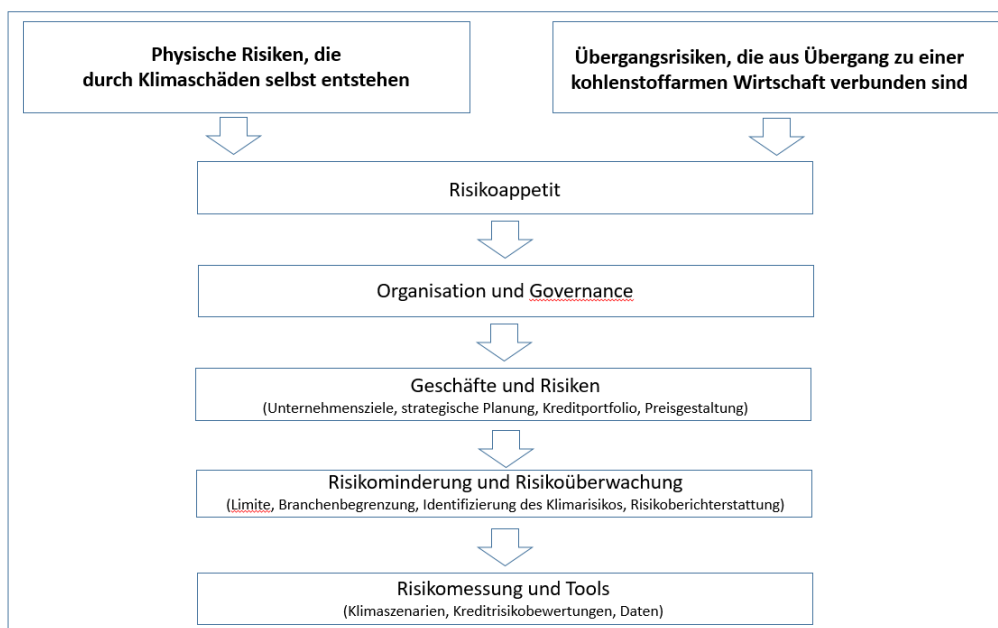 Physische Risiken, die
durch Klimaschäden selbst entstehen
Übergangsrisiken, die aus Übergang zu einer
kohlenstoffarmen Wirtschaft verbunden sind
Risikoappetit
Organisation und Governance
Geschäfte und Risiken
(Unternehmensziele, strategische Planung, Kreditportfolio, Preisgestaltung)
Risikominderung und Risikoüberwachung
(Limite, Branchenbegrenzung, Identifizierung des Klimarisikos, Risikoberichterstattung)
Risikomessung und Tools
(Klimaszenarien, Kreditrisikobewertungen, Daten)